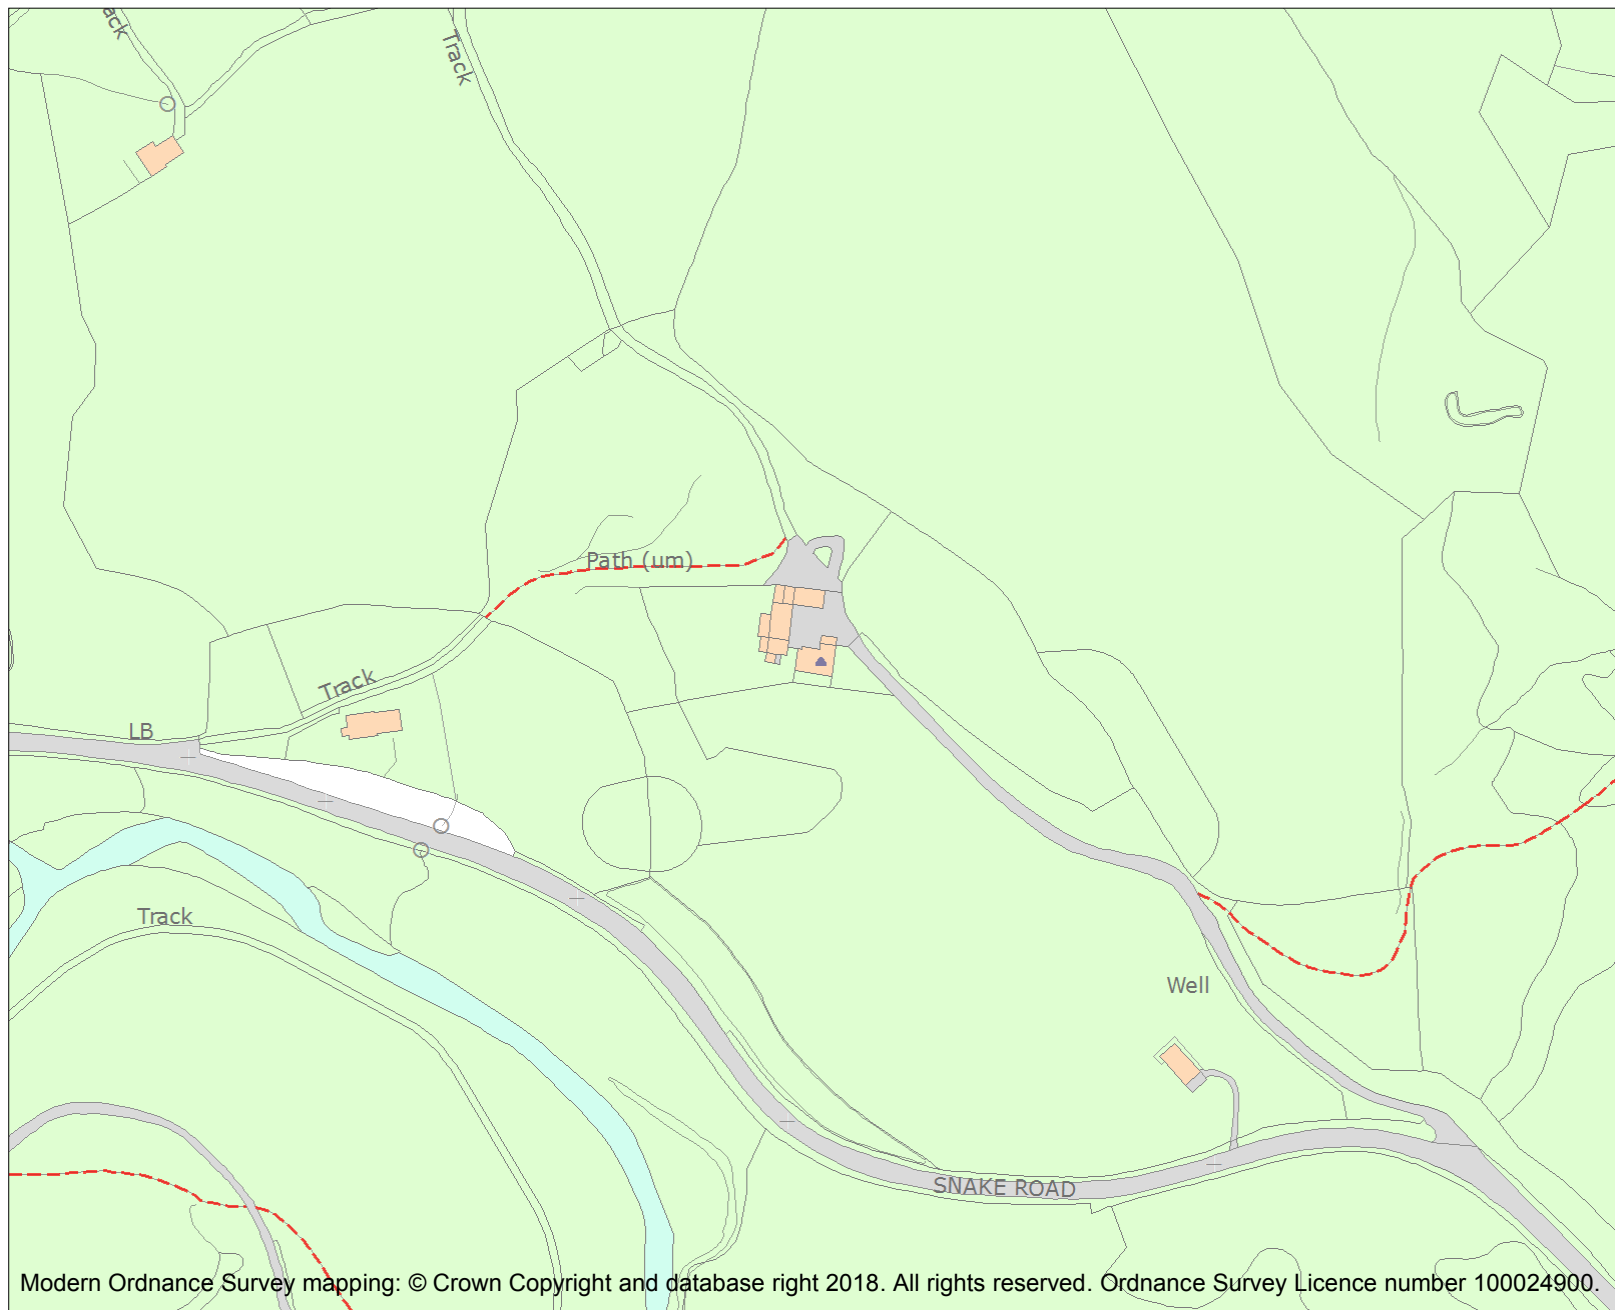 ack
Track
Path (um)
Track
LB
Track
Well
SNAKE ROAD
Modern Ordnance Survey mapping: © Crown Copyright and database right 2018. All rights reserved. Ordnance Survey Licence number 100024900.